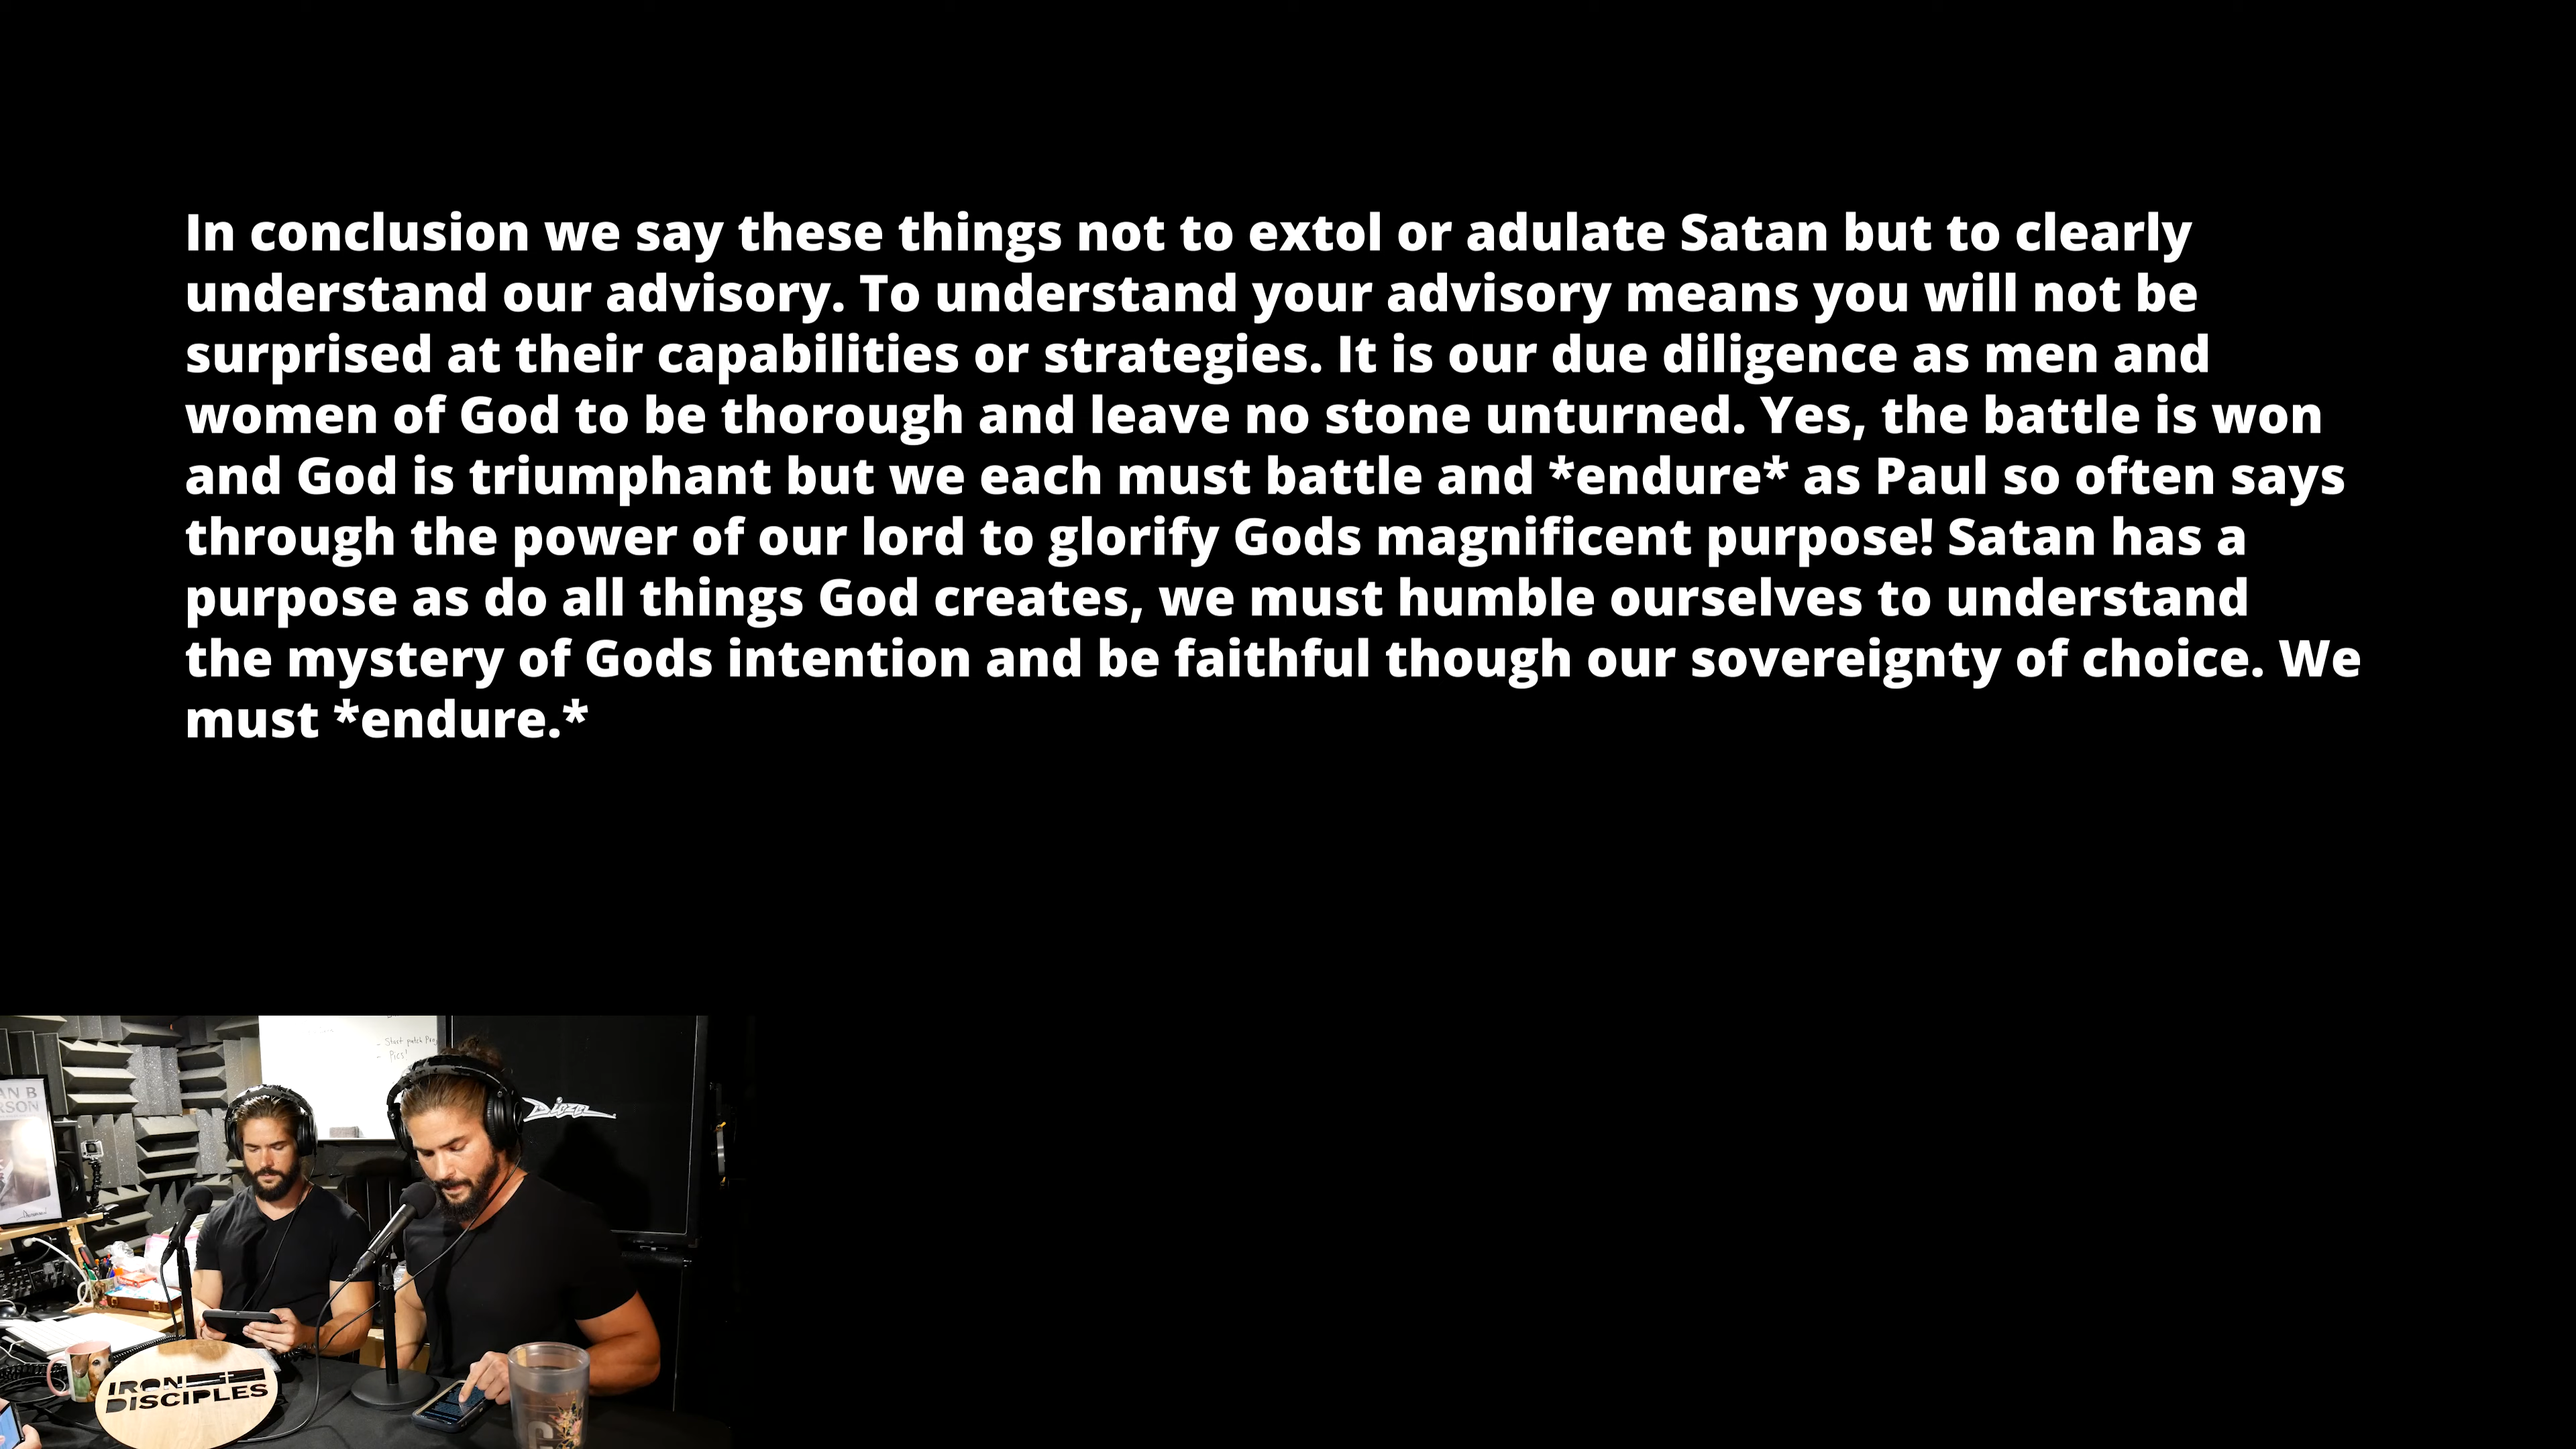 In conclusion we say these things not to extol or adulate Satan but to clearly
understand our advisory. To understand your advisory means you will not be
surprised at their capabilities or strategies. It is our due diligence as men and
women of God to be thorough and leave no stone unturned. Yes, the battle is won
and God is triumphant but we each must battle and *endure* as Paul so often says
through the power of our lord to glorify Gods magnificent purpose! Satan has a
purpose as do all things God creates, we must humble ourselves to understand
the mystery of Gods intention and be faithful though our sovereignty of choice. We
must *endure.*
- Start patch
- Pics!
AN B
RSON
Diezel
IRON
DISCIPLES